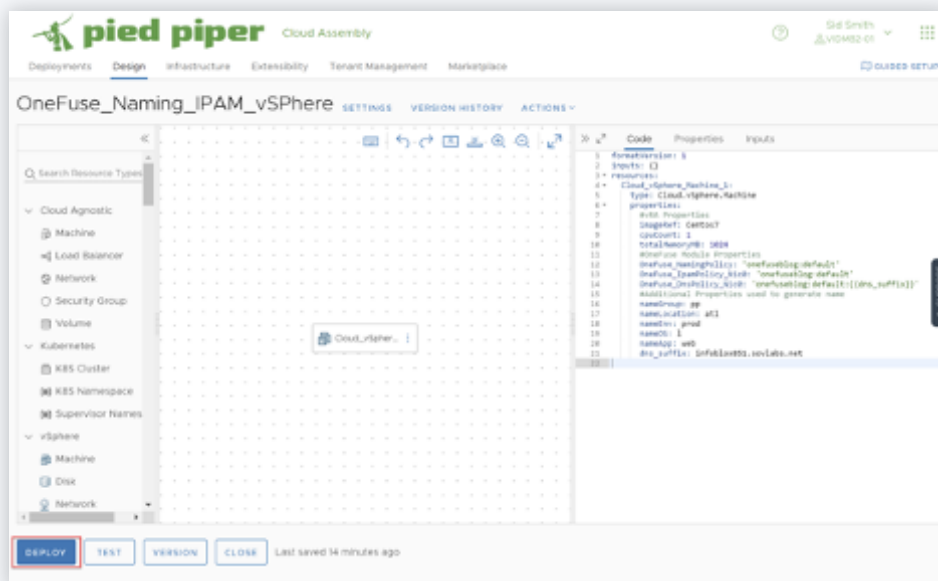 pied piper Cloud Assembly
Sid Smith
VIDM82-01
Deployments Design Infrastructure Extensibility Tenant Management Marketplace
GUIDED SETUP
OneFuse_Naming_IPAM_vSPhere SETTINGS VERSION HISTORY ACTIONS
Search Resource Types
Cloud Agnostic
Machine
Load Balancer
Network
Security Group
Volume
Kubernetes
K8S Cluster
K8S Namespace
Supervisor Names
vSphere
Machine
Disk
Network
Cloud_vSpher...
Code Properties Inputs
1 formatVersion: 1
2 inputs: {}
3 resources:
4 Cloud_vSphere_Machine_1:
5 type: Cloud.vSphere.Machine
6 properties:
7 #vRA Properties
8 imageRef: CentOS7
9 cpuCount: 1
10 totalMemoryMB: 1024
11 #OneFuse Module Properties
12 OneFuse_NamingPolicy: 'onefuseblog:default'
13 OneFuse_IpamPolicy_Nic0: 'onefuseblog:default'
14 OneFuse_DnsPolicy_Nic0: 'onefuseblog:default:{{dns_suffix}}'
15 #Additional Properties used to generate name
16 nameGroup: pp
17 nameLocation: atl
18 nameEnv: prod
19 nameOS: l
20 nameApp: web
21 dns_suffix: infoblox851.sovlabs.net
22
DEPLOY TEST VERSION CLOSE Last saved 14 minutes ago